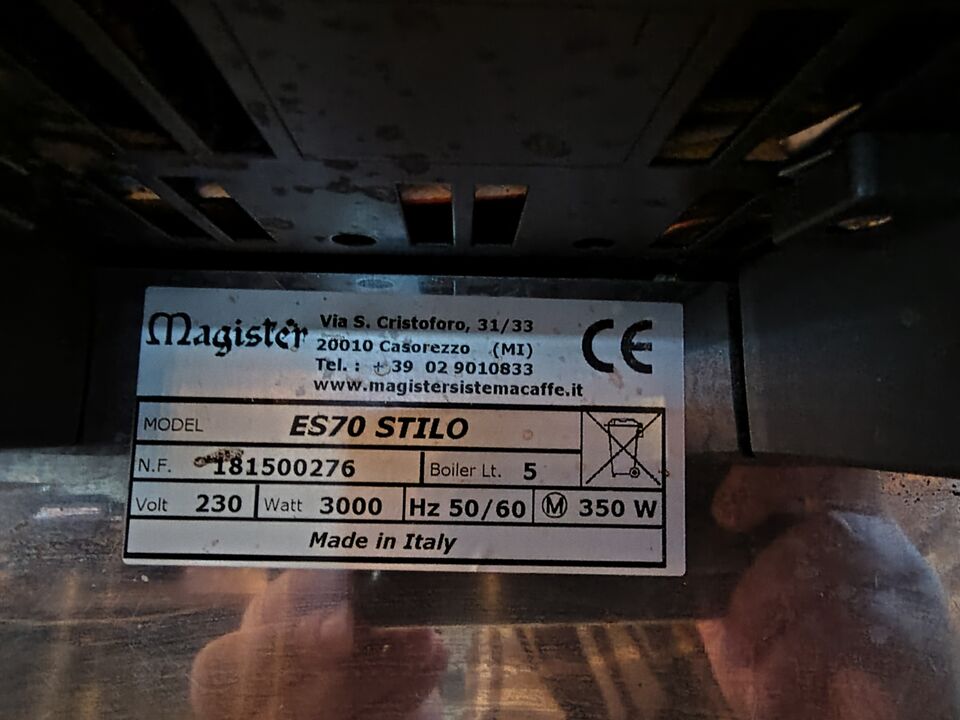 Magister
Via S. Cristoforo, 31/33
20010 Casorezzo (MI)
Tel. : +39 02 9010833
www.magistersistemacaffe.it
CE
MODEL ES70 STILO
N.F. 181500276 Boiler Lt. 5
Volt 230 Watt 3000 Hz 50/60 M 350 W
Made in Italy